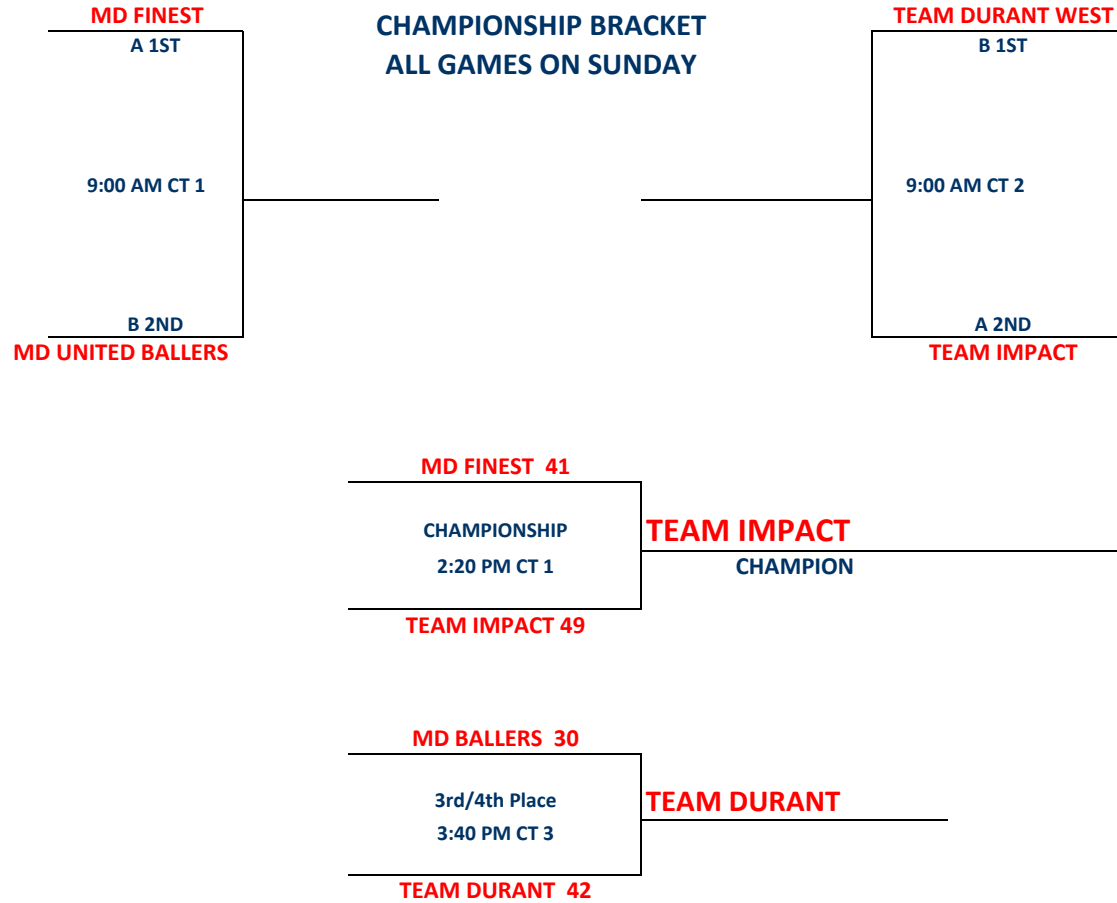 MD FINEST
A 1ST
CHAMPIONSHIP BRACKET
ALL GAMES ON SUNDAY
TEAM DURANT WEST
B 1ST
9:00 AM CT 1
9:00 AM CT 2
B 2ND
MD UNITED BALLERS
A 2ND
TEAM IMPACT
MD FINEST 41
CHAMPIONSHIP
2:20 PM CT 1
TEAM IMPACT 49
TEAM IMPACT
CHAMPION
MD BALLERS 30
3rd/4th Place
3:40 PM CT 3
TEAM DURANT 42
TEAM DURANT